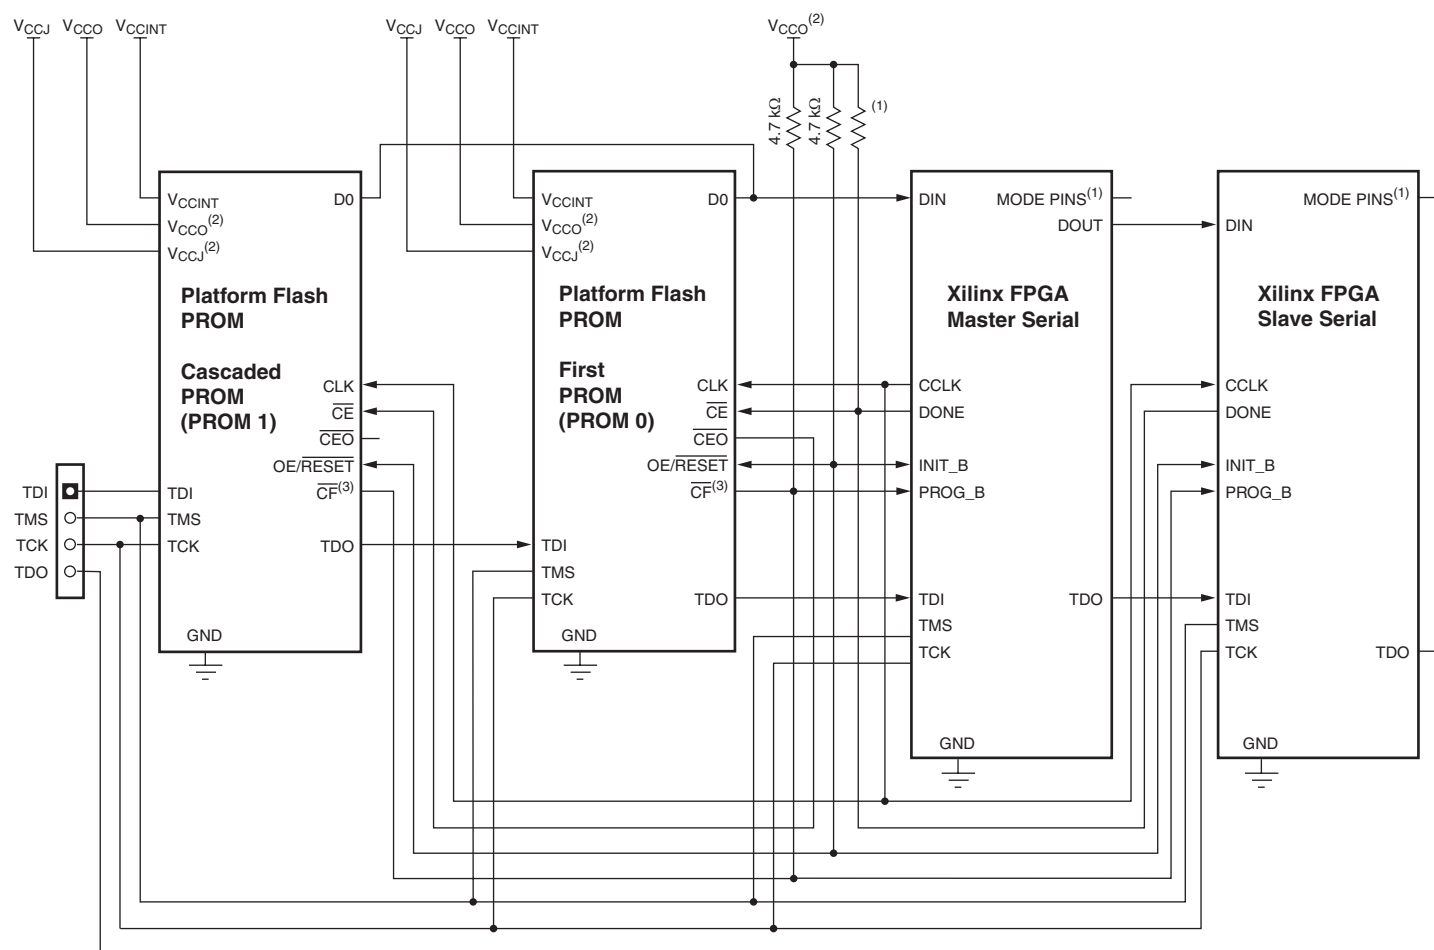 VCCJ VCCO VCCINT
VCCJ VCCO VCCINT
VCCO(2)
4.7 kΩ
4.7 kΩ
(1)
VCCINT
VCCO(2)
VCCJ(2)
D0
Platform Flash
PROM
Cascaded
PROM
(PROM 1)
CLK
CE
CEO
OE/RESET
CF(3)
TDI
TMS
TCK
TDO
TDI
TMS
TCK
TDO
GND
VCCINT
VCCO(2)
VCCJ(2)
D0
Platform Flash
PROM
First
PROM
(PROM 0)
CLK
CE
CEO
OE/RESET
CF(3)
TDI
TMS
TCK
TDO
GND
DIN
MODE PINS(1)
DOUT
Xilinx FPGA
Master Serial
CCLK
DONE
INIT_B
PROG_B
TDI
TMS
TCK
TDO
GND
MODE PINS(1)
DIN
Xilinx FPGA
Slave Serial
CCLK
DONE
INIT_B
PROG_B
TDI
TMS
TCK
TDO
GND